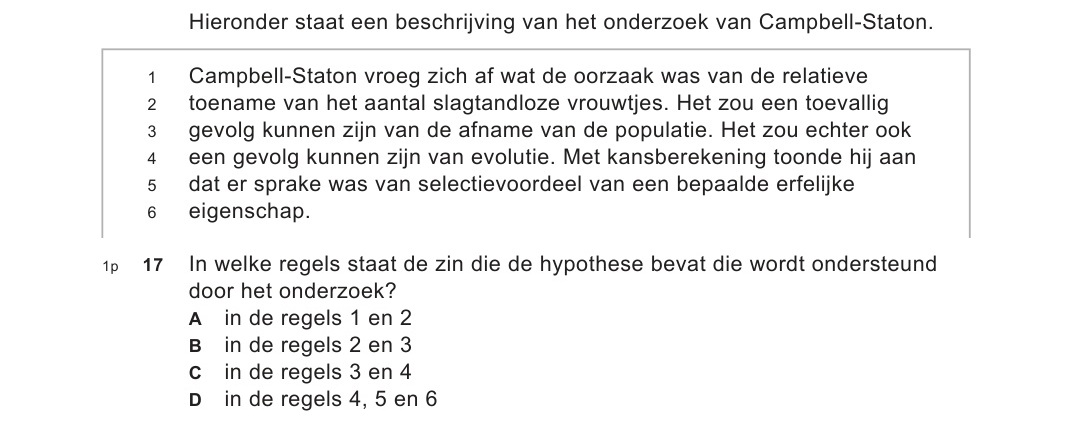 Hieronder staat een beschrijving van het onderzoek van Campbell-Staton.
1 Campbell-Staton vroeg zich af wat de oorzaak was van de relatieve
2 toename van het aantal slagtandloze vrouwtjes. Het zou een toevallig
3 gevolg kunnen zijn van de afname van de populatie. Het zou echter ook
4 een gevolg kunnen zijn van evolutie. Met kansberekening toonde hij aan
5 dat er sprake was van selectievoordeel van een bepaalde erfelijke
6 eigenschap.
1p 17 In welke regels staat de zin die de hypothese bevat die wordt ondersteund
door het onderzoek?
A in de regels 1 en 2
B in de regels 2 en 3
C in de regels 3 en 4
D in de regels 4, 5 en 6